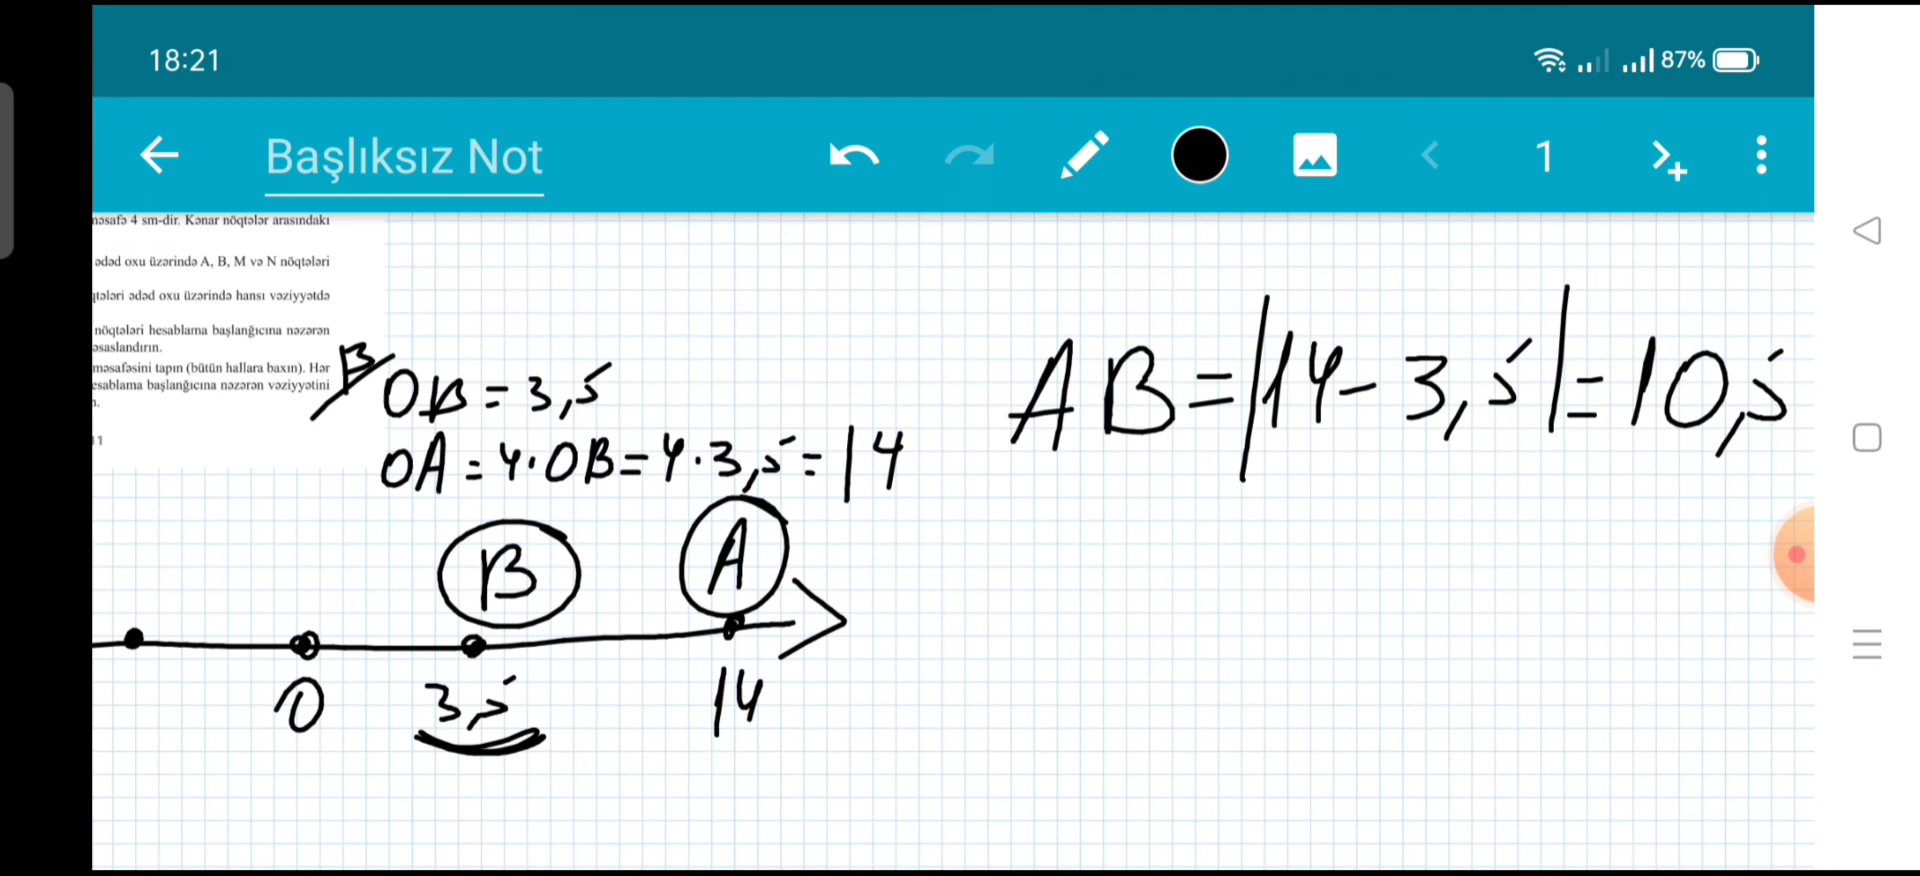 18:21
87%
Başlıksız Not
1
məsafə 4 sm-dir. Kənar nöqtələr arasındakı
ədəd oxu üzərində A, B, M və N nöqtələri
qtələri ədəd oxu üzərində hansı vəziyyətdə
nöqtələri hesablama başlanğıcına nəzərən
əsaslandırın.
məsafəsini tapın (bütün hallara baxın). Hər
esablama başlanğıcına nəzərən vəziyyətini
11
OB = 3,5
OA = 4·OB = 4·3,5 = 14
AB = |14 - 3,5| = 10,5
B A
0 3,5 14